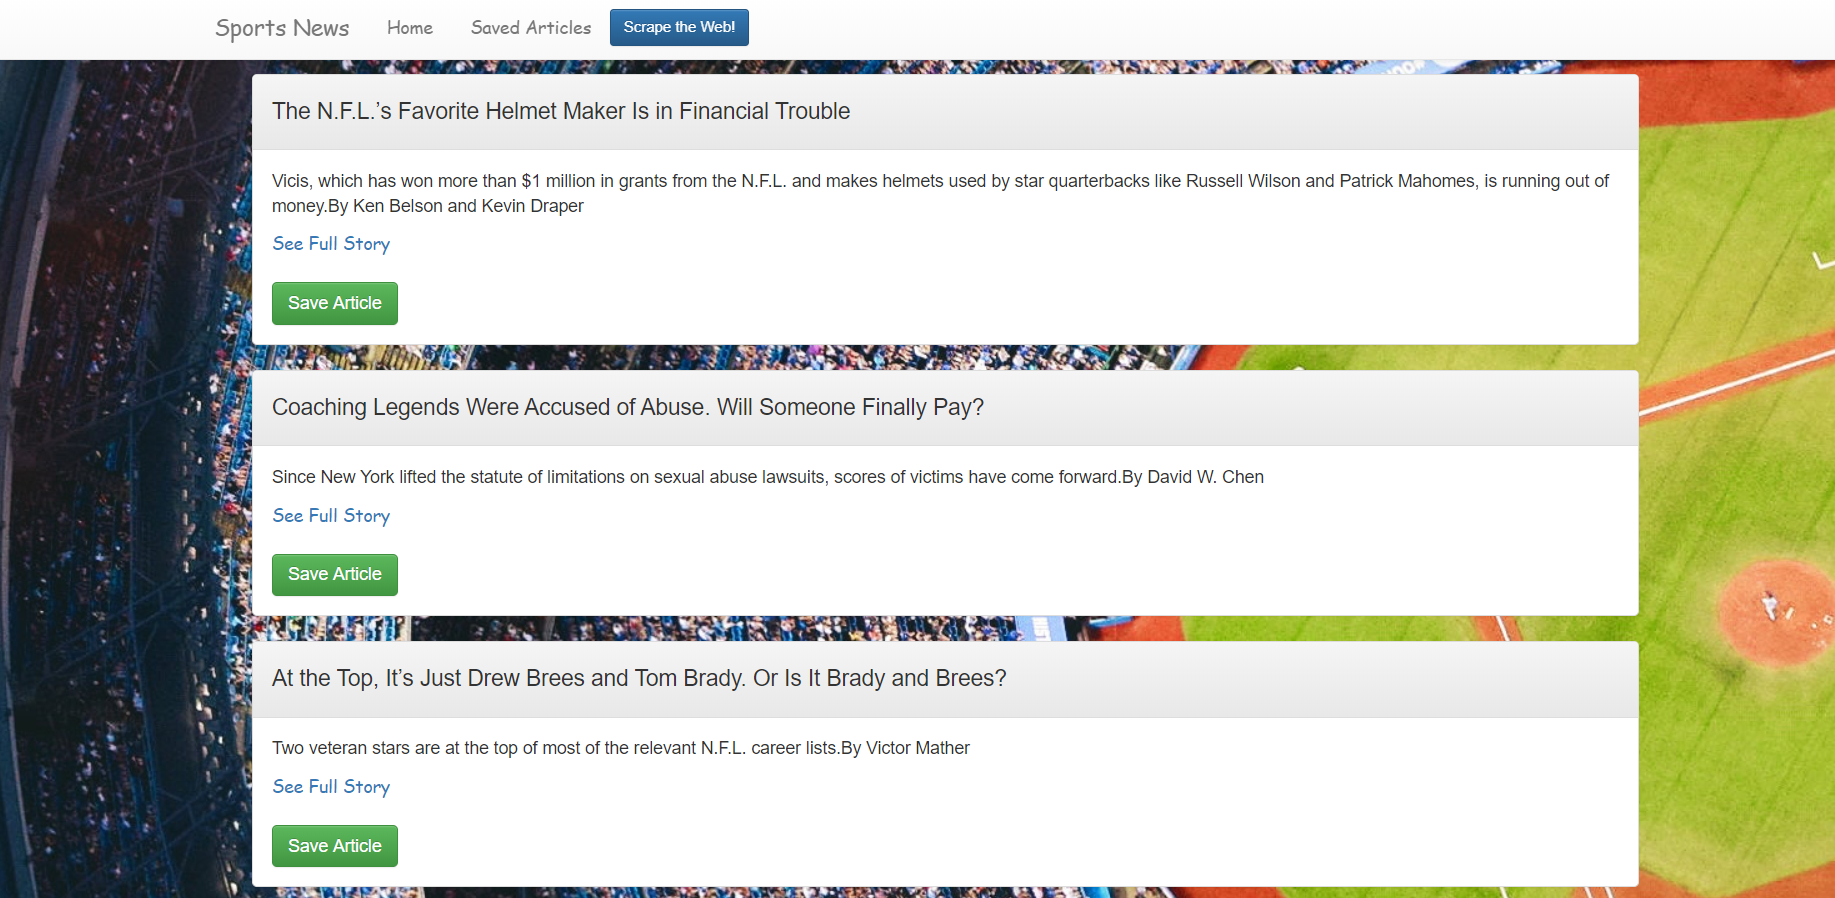 Sports News Home Saved Articles Scrape the Web!
The N.F.L.’s Favorite Helmet Maker Is in Financial Trouble
Vicis, which has won more than $1 million in grants from the N.F.L. and makes helmets used by star quarterbacks like Russell Wilson and Patrick Mahomes, is running out of
money.By Ken Belson and Kevin Draper
See Full Story
Save Article
Coaching Legends Were Accused of Abuse. Will Someone Finally Pay?
Since New York lifted the statute of limitations on sexual abuse lawsuits, scores of victims have come forward.By David W. Chen
See Full Story
Save Article
At the Top, It’s Just Drew Brees and Tom Brady. Or Is It Brady and Brees?
Two veteran stars are at the top of most of the relevant N.F.L. career lists.By Victor Mather
See Full Story
Save Article